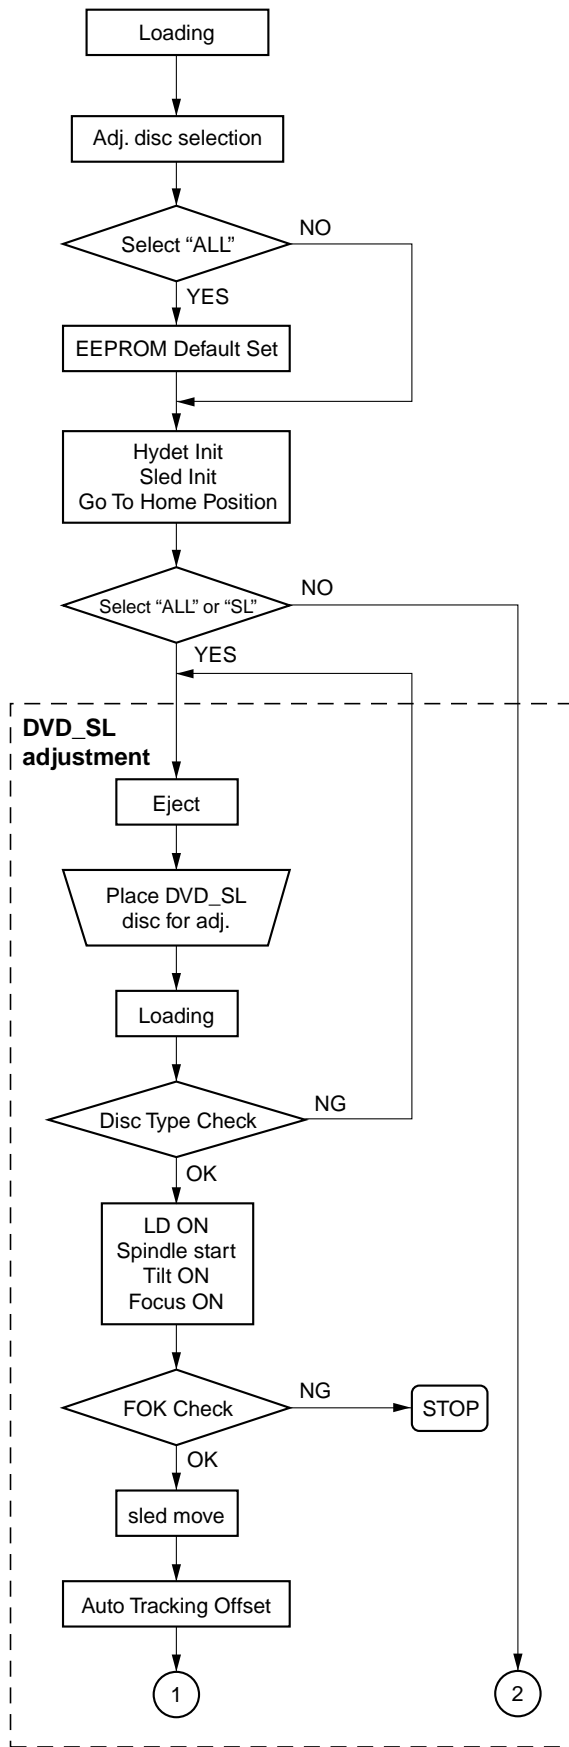 Loading
Adj. disc selection
Select “ALL”
NO
YES
EEPROM Default Set
Hydet Init
Sled Init
Go To Home Position
Select “ALL” or “SL”
NO
YES
DVD_SL
adjustment
Eject
Place DVD_SL
disc for adj.
Loading
Disc Type Check
NG
OK
LD ON
Spindle start
Tilt ON
Focus ON
FOK Check
NG
STOP
OK
sled move
Auto Tracking Offset
1
2